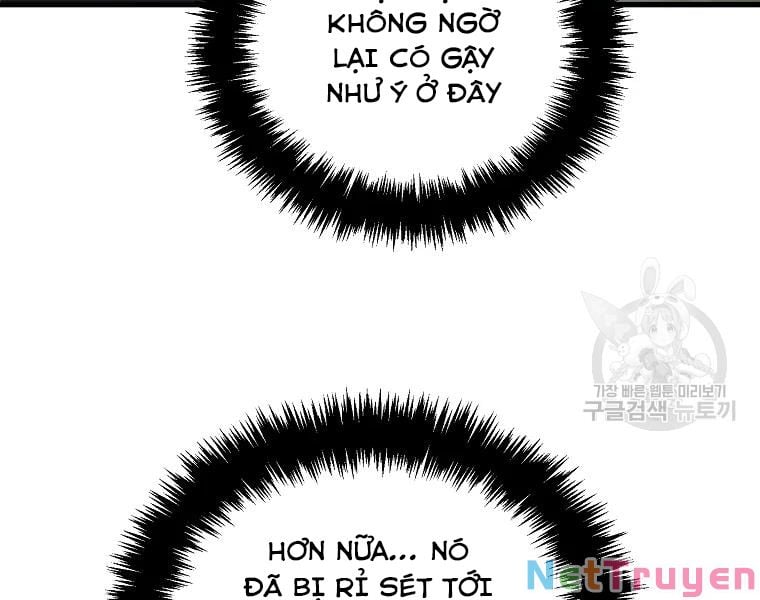 KHÔNG NGỜ
LẠI CÓ GẬY
NHƯ Ý Ở ĐÂY
가장 빠른 웹툰 미리보기
구글검색 뉴토끼
HƠN NỮA... NÓ
ĐÃ BỊ RỈ SÉT TỚI
NetTruyen